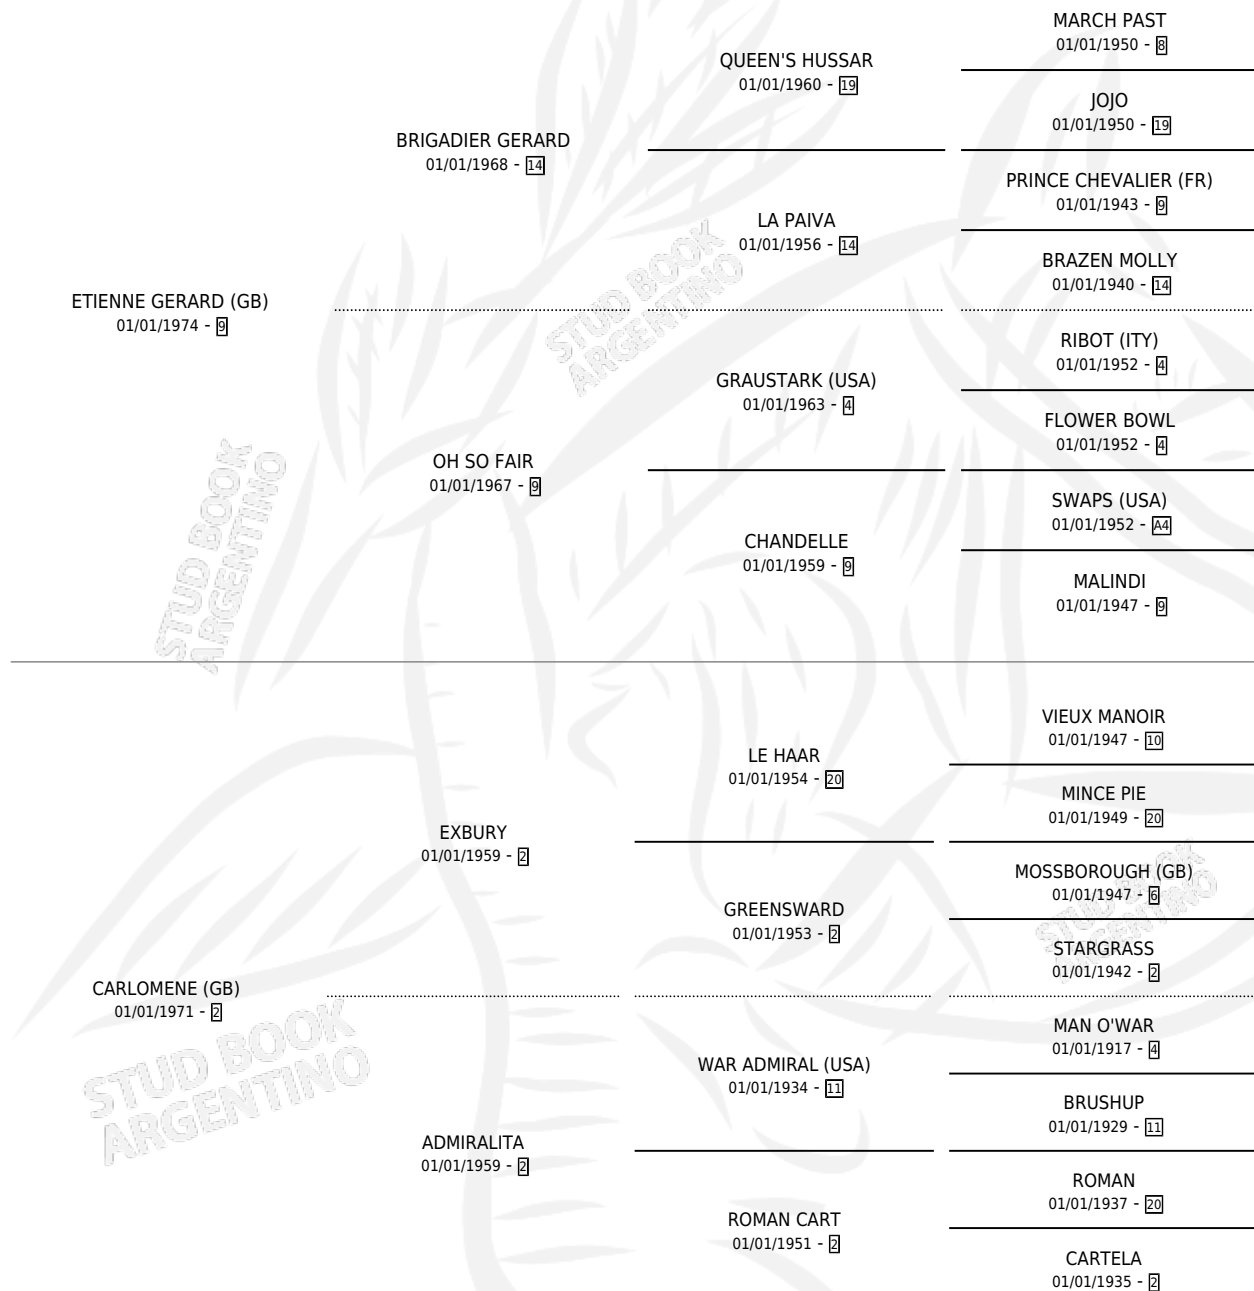 MARCH PAST
01/01/1950 - 8
QUEEN'S HUSSAR
01/01/1960 - 19
JOJO
01/01/1950 - 19
BRIGADIER GERARD
01/01/1968 - 14
PRINCE CHEVALIER (FR)
01/01/1943 - 9
LA PAIVA
01/01/1956 - 14
BRAZEN MOLLY
01/01/1940 - 14
ETIENNE GERARD (GB)
01/01/1974 - 9
RIBOT (ITY)
01/01/1952 - 4
GRAUSTARK (USA)
01/01/1963 - 4
FLOWER BOWL
01/01/1952 - 4
OH SO FAIR
01/01/1967 - 9
SWAPS (USA)
01/01/1952 - A4
CHANDELLE
01/01/1959 - 9
MALINDI
01/01/1947 - 9
VIEUX MANOIR
01/01/1947 - 10
LE HAAR
01/01/1954 - 20
MINCE PIE
01/01/1949 - 20
EXBURY
01/01/1959 - 2
MOSSBOROUGH (GB)
01/01/1947 - 6
GREENSWARD
01/01/1953 - 2
STARGRASS
01/01/1942 - 2
CARLOMENE (GB)
01/01/1971 - 2
MAN O'WAR
01/01/1917 - 4
WAR ADMIRAL (USA)
01/01/1934 - 11
BRUSHUP
01/01/1929 - 11
ADMIRALITA
01/01/1959 - 2
ROMAN
01/01/1937 - 20
ROMAN CART
01/01/1951 - 2
CARTELA
01/01/1935 - 2
STUD BOOK
ARGENTINO
STUD BOOK
ARGENTINO
STUD BOOK
ARGENTINO
STUD BOOK
ARGENTINO